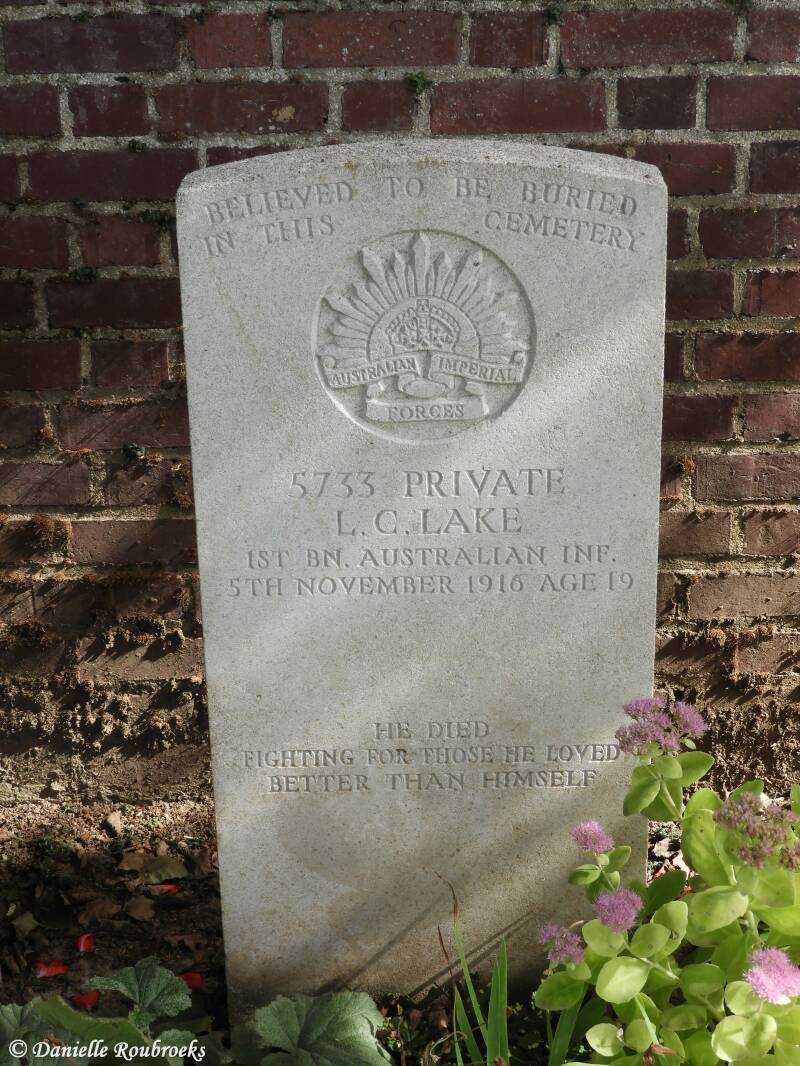 BELIEVED TO BE BURIED
IN THIS CEMETERY
AUSTRALIAN IMPERIAL
FORCES
5733 PRIVATE
L.C. LAKE
1ST BN. AUSTRALIAN INF.
5TH NOVEMBER 1916 AGE 19
HE DIED
FIGHTING FOR THOSE HE LOVED
BETTER THAN HIMSELF
© Danielle Roubroeks